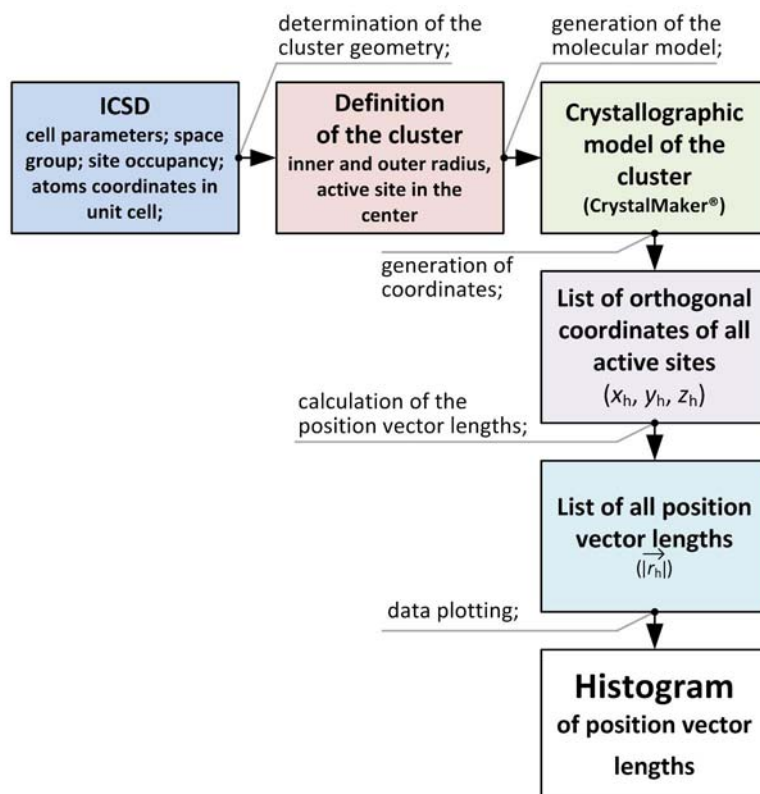 determination of the
cluster geometry;
generation of the
molecular model;
ICSD
cell parameters; space
group; site occupancy;
atoms coordinates in
unit cell;
Definition
of the cluster
inner and outer radius,
active site in the
center
Crystallographic
model of the
cluster
(CrystalMaker®)
generation of
coordinates;
List of orthogonal
coordinates of all
active sites
(xh, yh, zh)
calculation of the
position vector lengths;
List of all position
vector lengths
(|rh|)
data plotting;
Histogram
of position vector
lengths